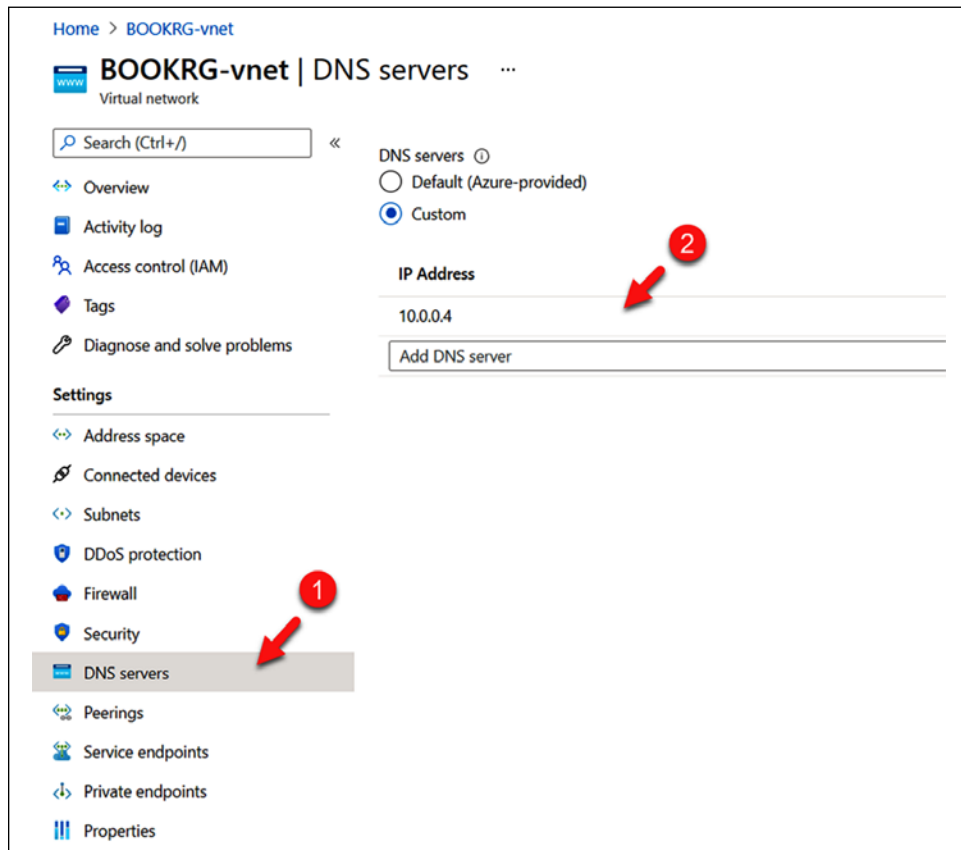 Home > BOOKRG-vnet
BOOKRG-vnet | DNS servers ...
www
Virtual network
Search (Ctrl+/)
«
Overview
Activity log
Access control (IAM)
Tags
Diagnose and solve problems
Settings
Address space
Connected devices
Subnets
DDoS protection
Firewall
Security
1
DNS servers
Peerings
Service endpoints
Private endpoints
Properties
DNS servers
Default (Azure-provided)
Custom
2
IP Address
10.0.0.4
Add DNS server